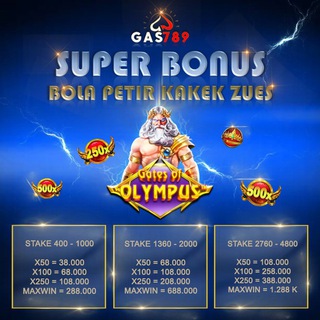 GAS789
SUPER BONUS
BOLA PETIR KAKEK ZUES
250X
500X
500X
Gates of
OLYMPUS
STAKE 400 - 1000
X50 = 38.000
X100 = 68.000
X250 = 108.000
MAXWIN = 288.000
STAKE 1360 - 2000
X50 = 68.000
X100 = 108.000
X250 = 208.000
MAXWIN = 688.000
STAKE 2760 - 4800
X50 = 108.000
X100 = 258.000
X250 = 388.000
MAXWIN = 1.288 K